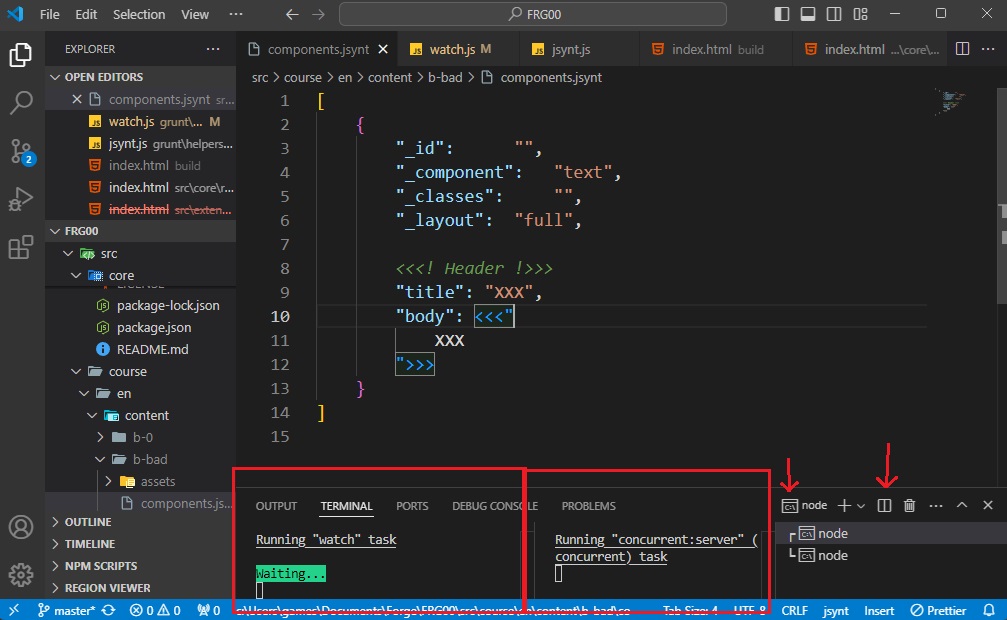 File Edit Selection View ··· FRG00
EXPLORER ···
OPEN EDITORS
components.jsynt sr...
watch.js grunt\... M
jsynt.js grunt\helpers...
index.html build
index.html src\core\r...
index.html src\exten...
FRG00
src
core
package-lock.json
package.json
README.md
course
en
content
b-0
b-bad
assets
components.js...
OUTLINE
TIMELINE
NPM SCRIPTS
REGION VIEWER
components.jsynt watch.js M jsynt.js index.html build index.html ...\core\...
src > course > en > content > b-bad > components.jsynt
1 [
2 {
3 "_id": "",
4 "_component": "text",
5 "_classes": "",
6 "_layout": "full",
7
8 <<<! Header !>>>
9 "title": "XXX",
10 "body": <<<"
11 XXX
12 ">>>
13 }
14 ]
15
OUTPUT TERMINAL PORTS DEBUG CONSOLE PROBLEMS node
Running "watch" task
Waiting...
Running "concurrent:server" (
concurrent) task
node
node
2
master* 0 0 0 c:\Users\games\Documents\Forge\FRG00\src\course\en\content\b-bad\co Tab Size: 4 UTF-8 CRLF jsynt Insert Prettier